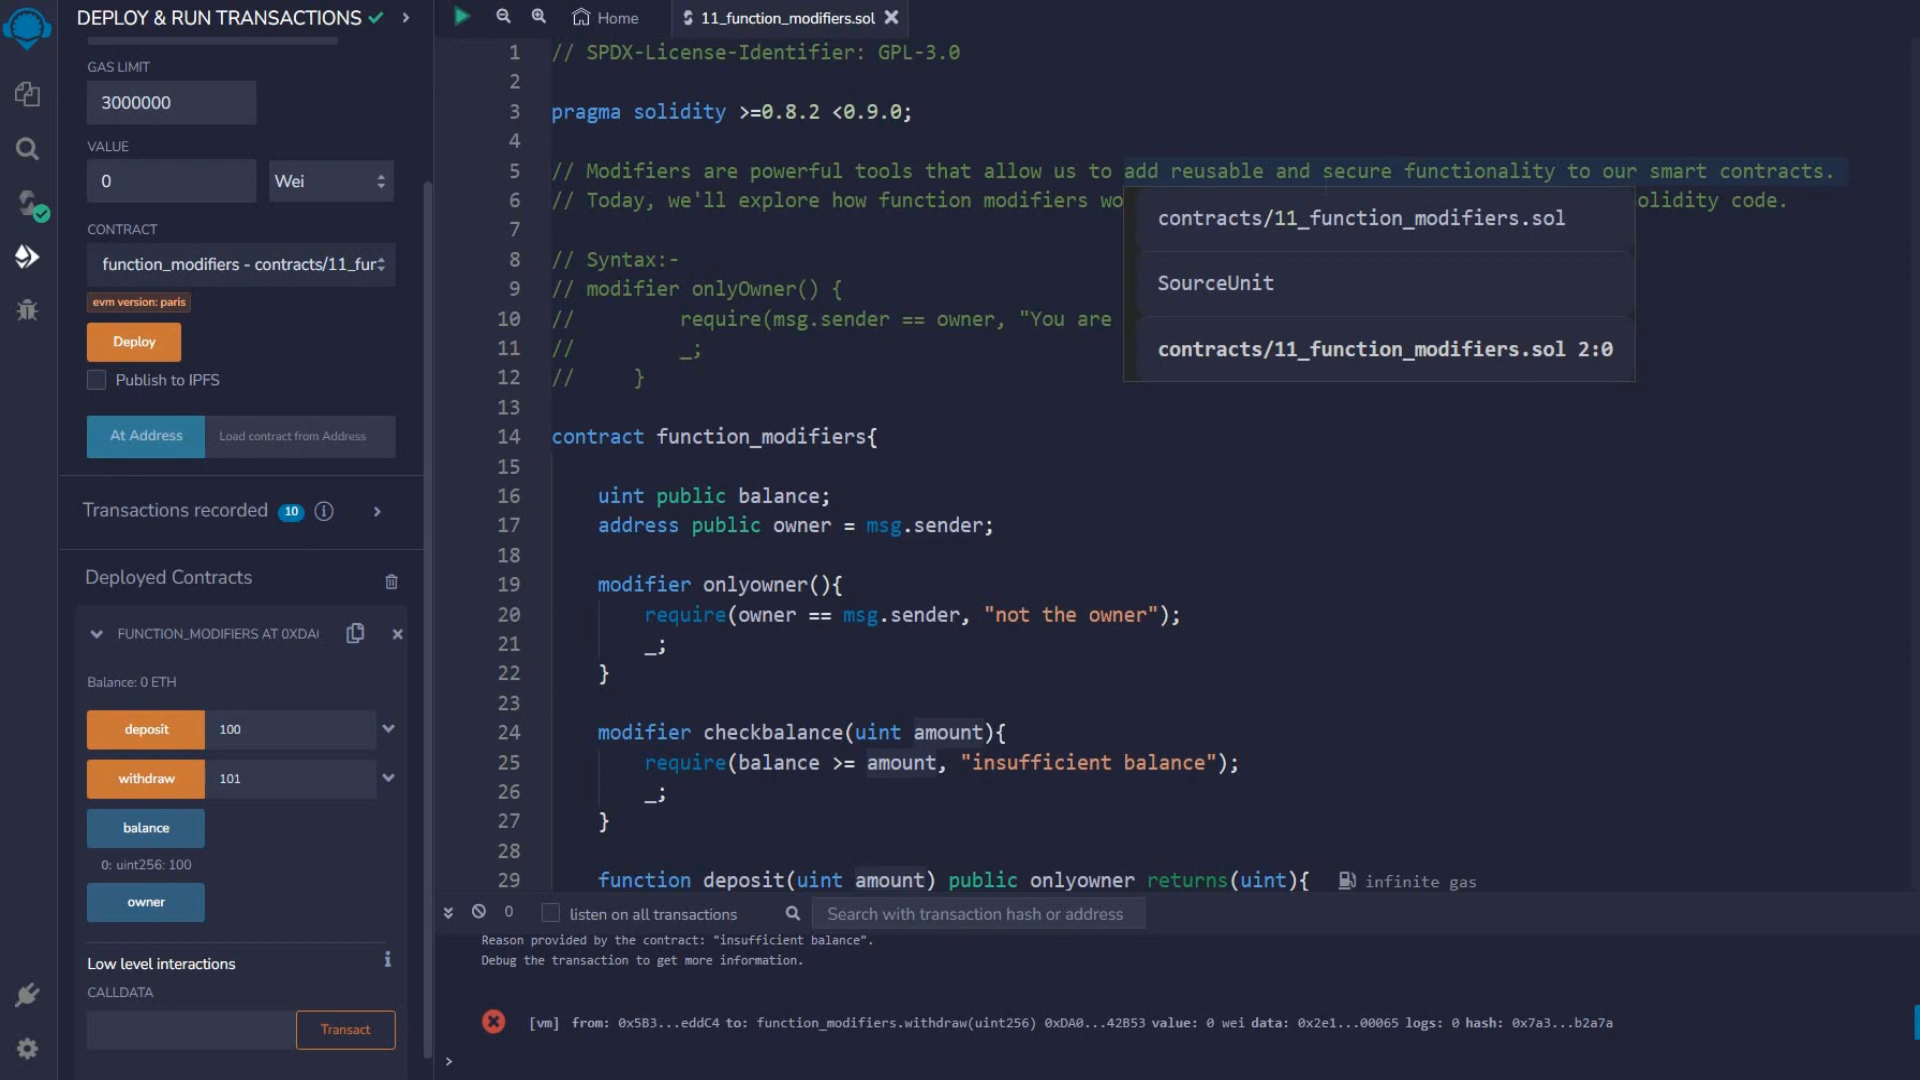 DEPLOY & RUN TRANSACTIONS
GAS LIMIT
3000000
VALUE
0
Wei
CONTRACT
function_modifiers - contracts/11_fur
evm version: paris
Deploy
Publish to IPFS
At Address
Load contract from Address
Transactions recorded 10 i
Deployed Contracts
FUNCTION_MODIFIERS AT 0XDA
Balance: 0 ETH
deposit
100
withdraw
101
balance
0: uint256: 100
owner
Low level interactions
CALLDATA
Transact
Home
11_function_modifiers.sol
1 // SPDX-License-Identifier: GPL-3.0
2
3 pragma solidity >=0.8.2 <0.9.0;
4
5 // Modifiers are powerful tools that allow us to add reusable and secure functionality to our smart contracts.
6 // Today, we'll explore how function modifiers wo olidity code.
7
8 // Syntax:-
9 // modifier onlyOwner() {
10 // require(msg.sender == owner, "You are
11 // _;
12 // }
13
14 contract function_modifiers{
15
16 uint public balance;
17 address public owner = msg.sender;
18
19 modifier onlyowner(){
20 require(owner == msg.sender, "not the owner");
21 _;
22 }
23
24 modifier checkbalance(uint amount){
25 require(balance >= amount, "insufficient balance");
26 _;
27 }
28
29 function deposit(uint amount) public onlyowner returns(uint){ infinite gas
contracts/11_function_modifiers.sol
SourceUnit
contracts/11_function_modifiers.sol 2:0
0 listen on all transactions
Search with transaction hash or address
Reason provided by the contract: "insufficient balance".
Debug the transaction to get more information.
[vm] from: 0x5B3...eddC4 to: function_modifiers.withdraw(uint256) 0xDA0...42B53 value: 0 wei data: 0x2e1...00065 logs: 0 hash: 0x7a3...b2a7a
>